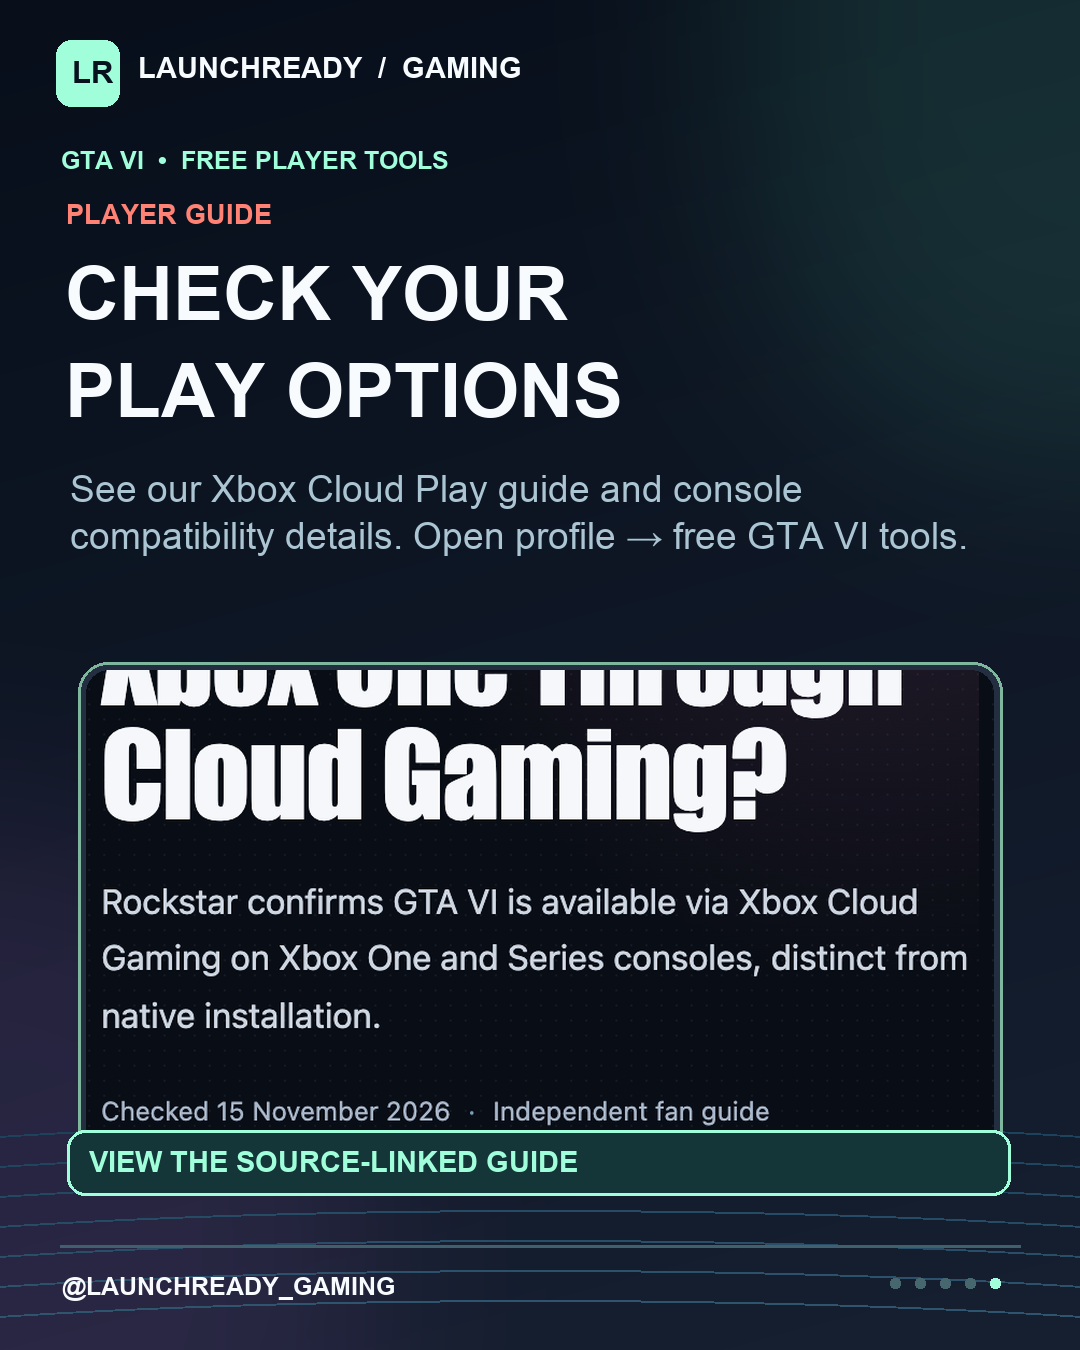 LR LAUNCHREADY / GAMING
GTA VI • FREE PLAYER TOOLS
PLAYER GUIDE
CHECK YOUR
PLAY OPTIONS
See our Xbox Cloud Play guide and console
compatibility details. Open profile → free GTA VI tools.
Xbox One Through
Cloud Gaming?
Rockstar confirms GTA VI is available via Xbox Cloud
Gaming on Xbox One and Series consoles, distinct from
native installation.
Checked 15 November 2026 · Independent fan guide
VIEW THE SOURCE-LINKED GUIDE
@LAUNCHREADY_GAMING